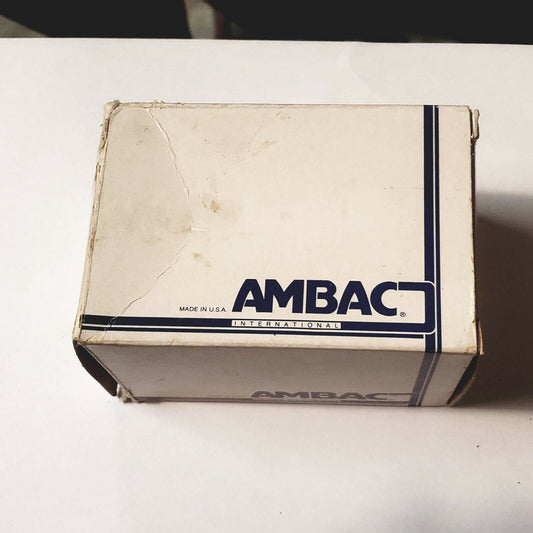 MADE IN U.S.A. AMBAC®
INTERNATIONAL
AMBAC